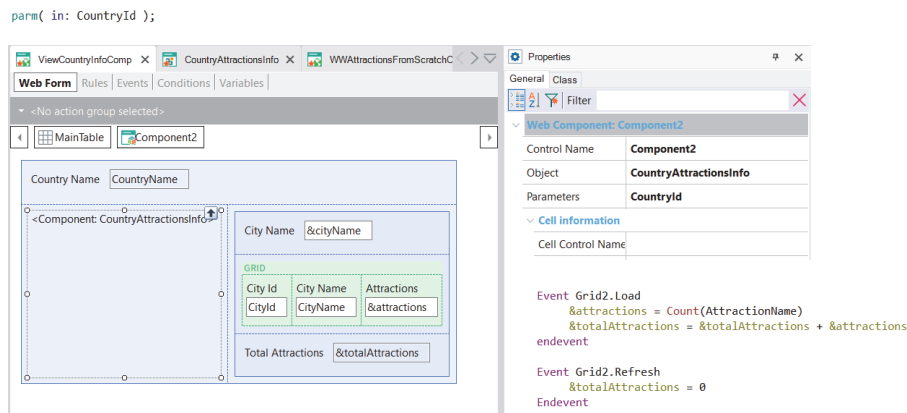 parm( in: CountryId );
ViewCountryInfoComp
CountryAttractionsInfo
WWAttractionsFromScratchC
Web Form
Rules
Events
Conditions
Variables
<No action group selected>
MainTable
Component2
Country Name
CountryName
<Component: CountryAttractionsInfo>
City Name
&cityName
GRID
City Id
City Name
Attractions
CityId
CityName
&attractions
Total Attractions
&totalAttractions
Properties
General
Class
Filter
Web Component: Component2
Control Name
Component2
Object
CountryAttractionsInfo
Parameters
CountryId
Cell information
Cell Control Name
Event Grid2.Load
&attractions = Count(AttractionName)
&totalAttractions = &totalAttractions + &attractions
endevent
Event Grid2.Refresh
&totalAttractions = 0
Endevent